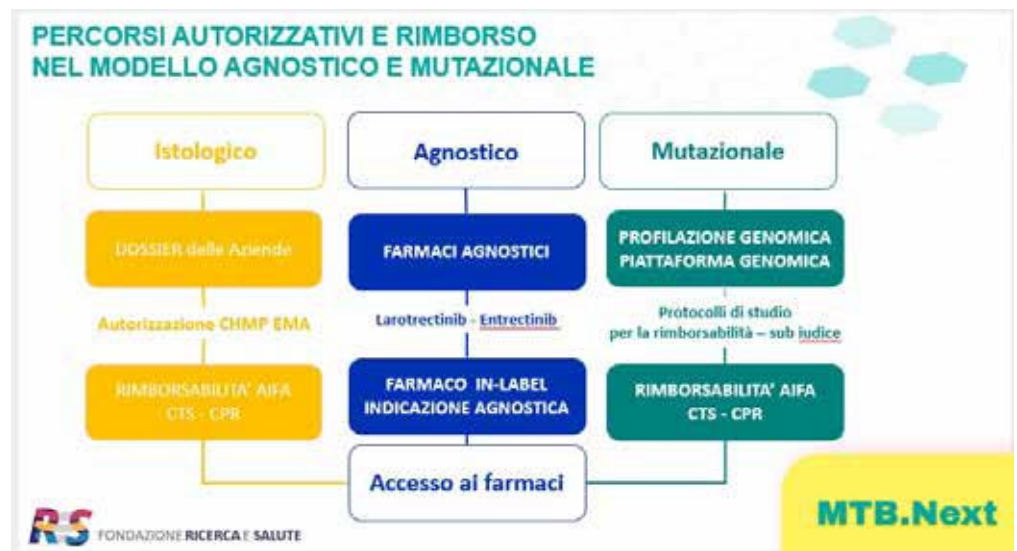 PERCORSI AUTORIZZATIVI E RIMBORSO
NEL MODELLO AGNOSTICO E MUTAZIONALE
Istologico
DOSSIER delle Aziende
Autorizzazione CHMP EMA
RIMBORSABILITA' AIFA
CTS - CPR
Agnostico
FARMACI AGNOSTICI
Larotrectinib - Entrectinib
FARMACO IN-LABEL
INDICAZIONE AGNOSTICA
Mutazionale
PROFILAZIONE GENOMICA
PIATTAFORMA GENOMICA
Protocolli di studio
per la rimborsabilità – sub iudice
RIMBORSABILITA' AIFA
CTS - CPR
Accesso ai farmaci
R&S FONDAZIONE RICERCA E SALUTE
MTB.Next